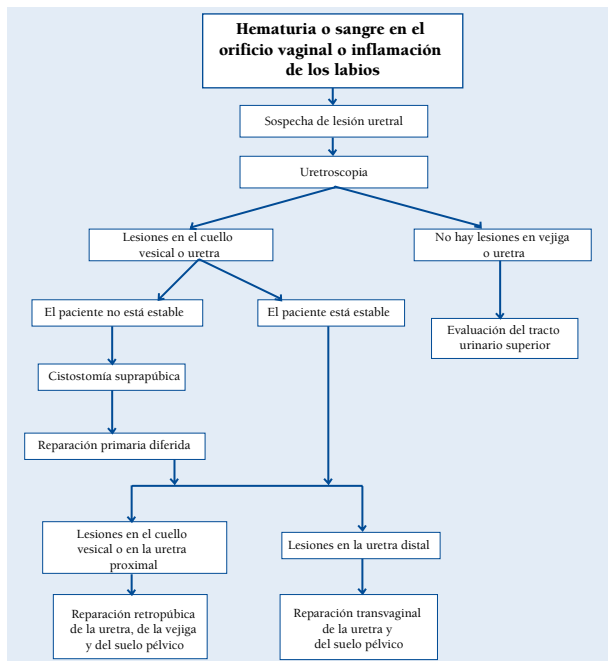 Hematuria o sangre en el
orificio vaginal o inflamación
de los labios
Sospecha de lesión uretral
Uretroscopia
Lesiones en el cuello
vesical o uretra
No hay lesiones en vejiga
o uretra
El paciente no está estable
El paciente está estable
Evaluación del tracto
urinario superior
Cistostomía suprapúbica
Reparación primaria diferida
Lesiones en el cuello
vesical o en la uretra
proximal
Lesiones en la uretra distal
Reparación retropúbica
de la uretra, de la vejiga
y del suelo pélvico
Reparación transvaginal
de la uretra y
del suelo pélvico